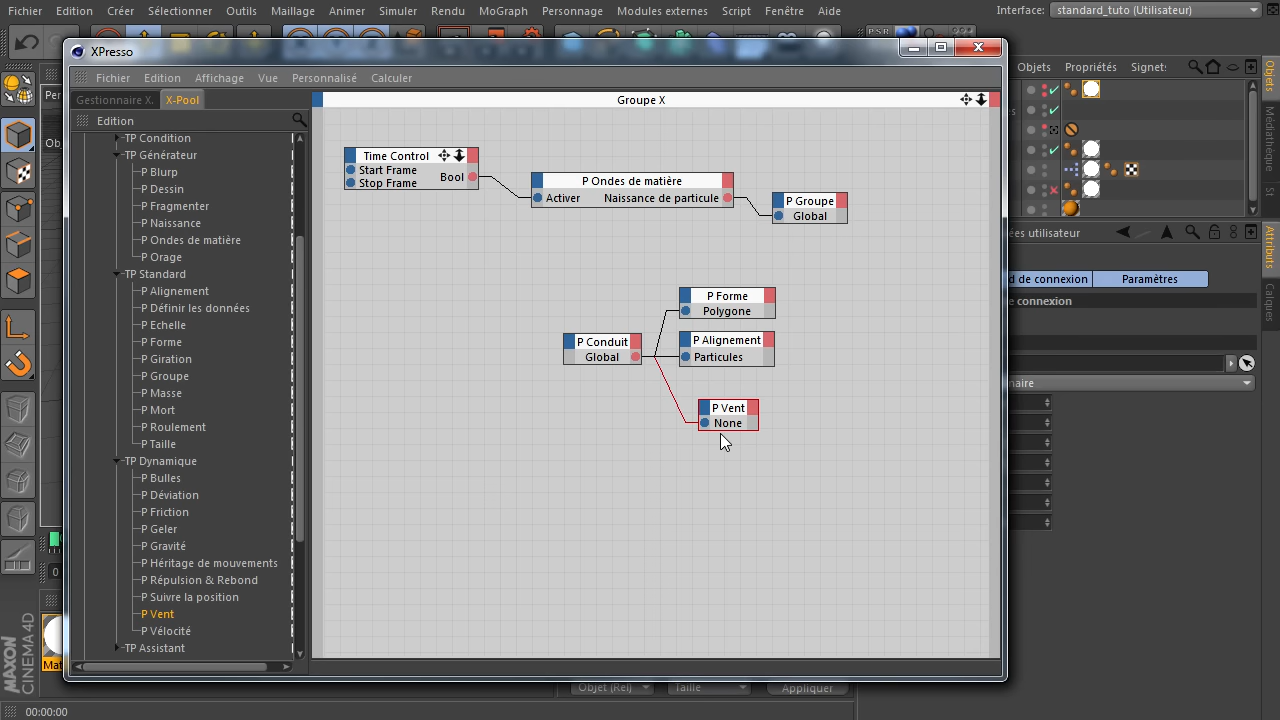 Fichier Edition Créer Sélectionner Outils Maillage Animer Simuler Rendu MoGraph Personnage Modules externes Script Fenêtre Aide Interface: standard_tuto (Utilisateur)
PSR
XPresso
Objets Propriétés Signets
Fichier Edition Affichage Vue Personnalisé Calculer
Gestionnaire X. X-Pool
Groupe X
Edition
TP Condition
TP Générateur
P Blurp
P Dessin
P Fragmenter
P Naissance
P Ondes de matière
P Orage
TP Standard
P Alignement
P Définir les données
P Echelle
P Forme
P Giration
P Groupe
P Masse
P Mort
P Roulement
P Taille
TP Dynamique
P Bulles
P Déviation
P Friction
P Geler
P Gravité
P Héritage de mouvements
P Répulsion & Rebond
P Suivre la position
P Vent
P Vélocité
TP Assistant
Time Control
Start Frame
Stop Frame
Bool
P Ondes de matière
Activer Naissance de particule
P Groupe
Global
P Forme
Polygone
P Conduit
Global
P Alignement
Particules
P Vent
None
Objets
Médiathèque
St
Attributs
Calques
ées utilisateur
d de connexion Paramètres
e connexion
naire
Per
Ob
0
Mat
MAXON
CINEMA 4D
Objet (Rel) Taille Appliquer
00:00:00